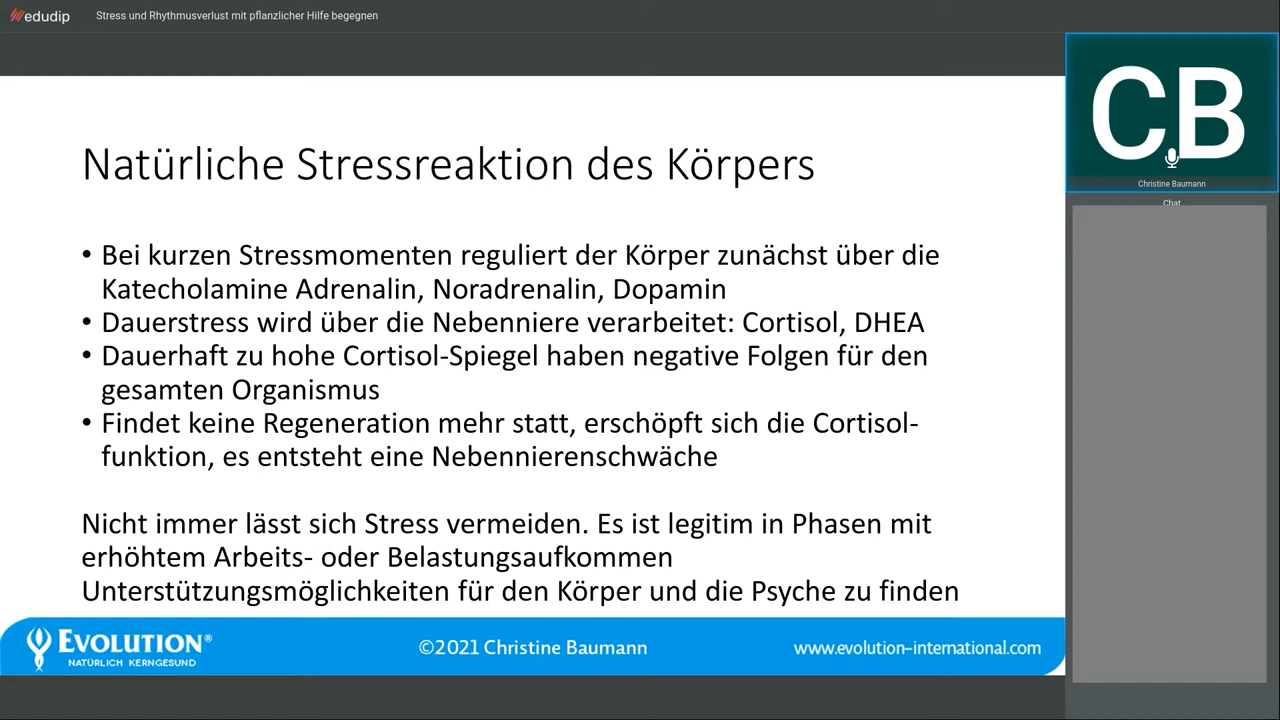 edudip
Stress und Rhythmusverlust mit pflanzlicher Hilfe begegnen
CB
Christine Baumann
Chat
Natürliche Stressreaktion des Körpers
• Bei kurzen Stressmomenten reguliert der Körper zunächst über die
Katecholamine Adrenalin, Noradrenalin, Dopamin
• Dauerstress wird über die Nebenniere verarbeitet: Cortisol, DHEA
• Dauerhaft zu hohe Cortisol-Spiegel haben negative Folgen für den
gesamten Organismus
• Findet keine Regeneration mehr statt, erschöpft sich die Cortisol-
funktion, es entsteht eine Nebennierenschwäche
Nicht immer lässt sich Stress vermeiden. Es ist legitim in Phasen mit
erhöhtem Arbeits- oder Belastungsaufkommen
Unterstützungsmöglichkeiten für den Körper und die Psyche zu finden
EVOLUTION®
NATÜRLICH KERNGESUND
©2021 Christine Baumann
www.evolution-international.com